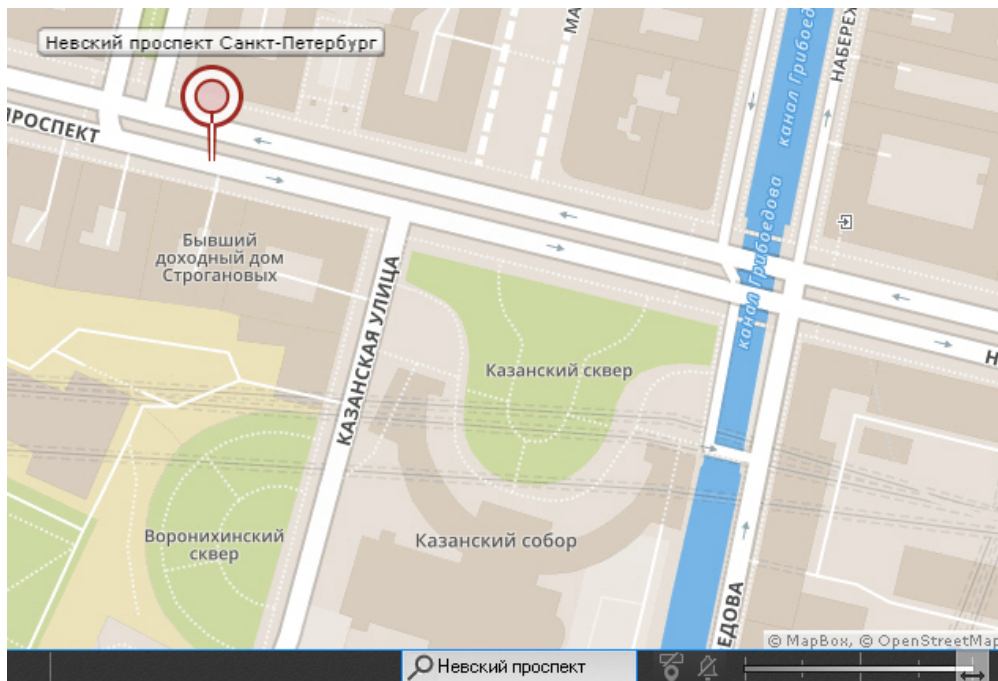 МА
НАБЕРЕЖ
Невский проспект Санкт-Петербург
канал Грибоедова
ПРОСПЕКТ
канал Грибоедова
Бывший
доходный дом
Строгановых
КАЗАНСКАЯ УЛИЦА
Н
Казанский сквер
Воронихинский
сквер
Казанский собор
ЕДОВА
© MapBox, © OpenStreetMap
Невский проспект